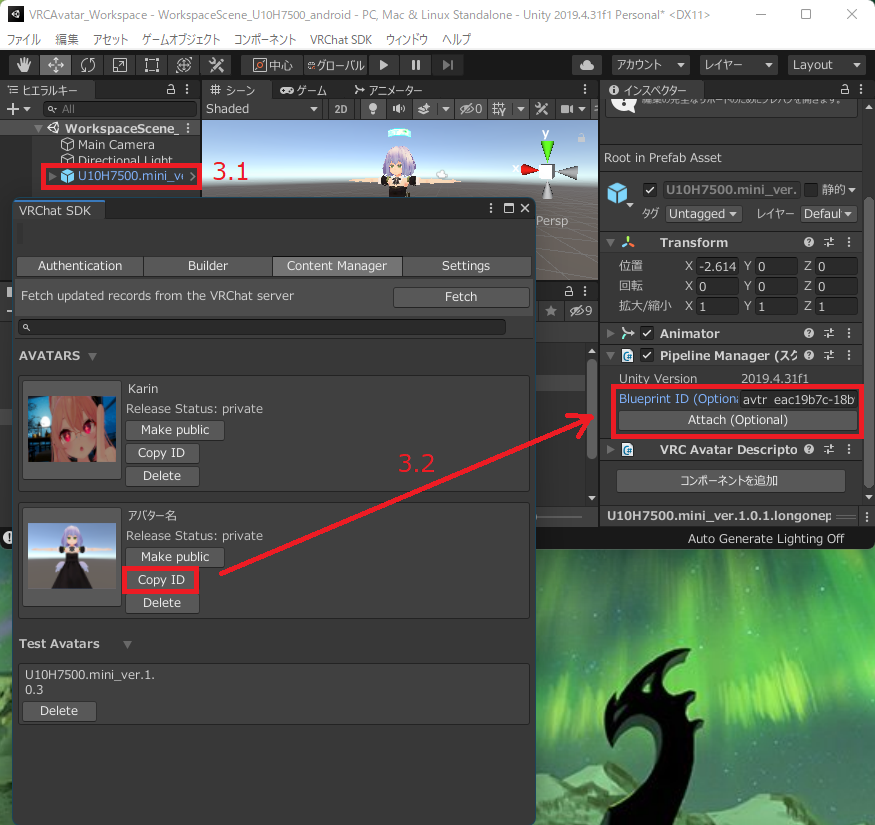 VRCAvatar_Workspace - WorkspaceScene_U10H7500_android - PC, Mac & Linux Standalone - Unity 2019.4.31f1 Personal* <DX11>
ファイル 編集 アセット ゲームオブジェクト コンポーネント VRChat SDK ウィンドウ ヘルプ
中心 グローバル アカウント レイヤー Layout
ヒエラルキー
All
WorkspaceScene_
Main Camera
Directional Light
U10H7500.mini_ve
3.1
シーン ゲーム アニメーター
Shaded 2D 0
y
x
Persp
9
インスペクター
Root in Prefab Asset
U10H7500.mini_ver. 静的
タグ Untagged レイヤー Defaul
Transform
位置 X -2.614 Y 0 Z 0
回転 X 0 Y 0 Z 0
拡大/縮小 X 1 Y 1 Z 1
Animator
Pipeline Manager (スク
Unity Version 2019.4.31f1
Blueprint ID (Optiona avtr_eac19b7c-18b
Attach (Optional)
VRC Avatar Descripto
コンポーネントを追加
U10H7500.mini_ver.1.0.1.longonep
Auto Generate Lighting Off
VRChat SDK
Authentication Builder Content Manager Settings
Fetch updated records from the VRChat server Fetch
AVATARS
Karin
Release Status: private
Make public
Copy ID
Delete
3.2
アバター名
Release Status: private
Make public
Copy ID
Delete
Test Avatars
U10H7500.mini_ver.1.
0.3
Delete